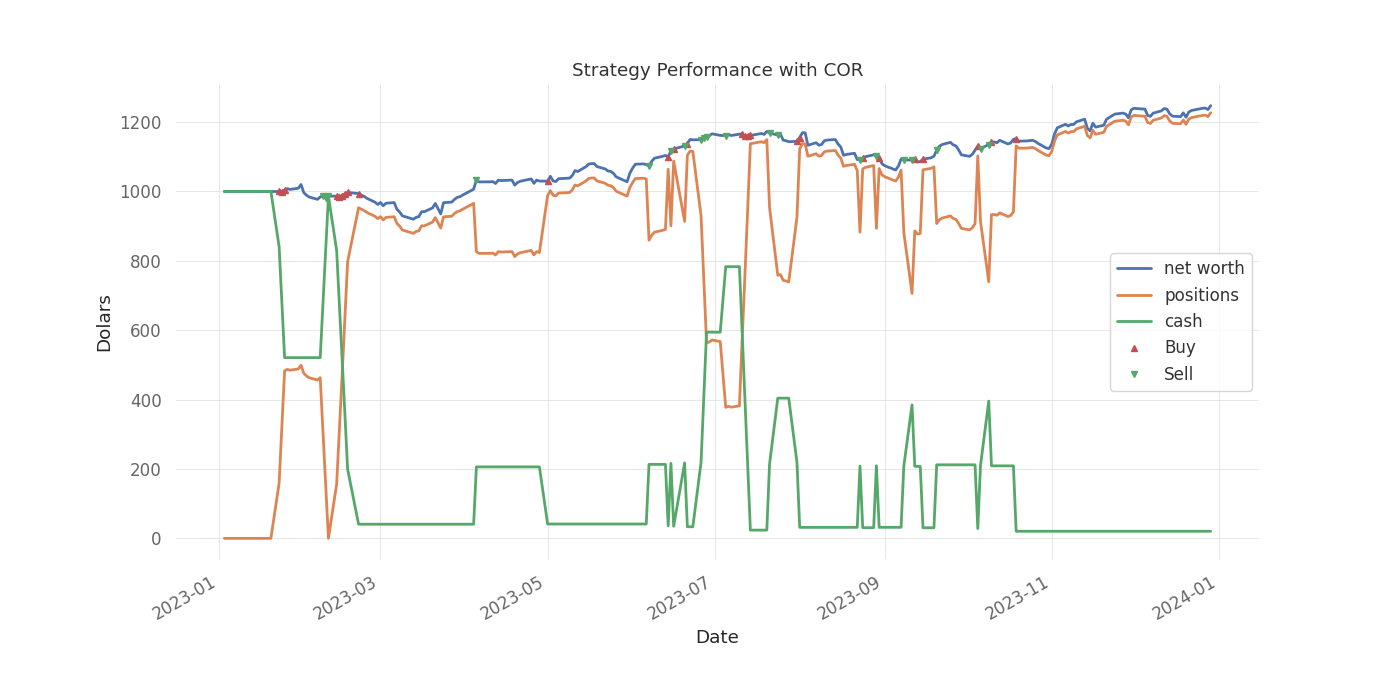 Strategy Performance with COR
1200
1000
800
600
400
200
0
Dolars
net worth
positions
cash
Buy
Sell
2023-01
2023-03
2023-05
2023-07
2023-09
2023-11
2024-01
Date